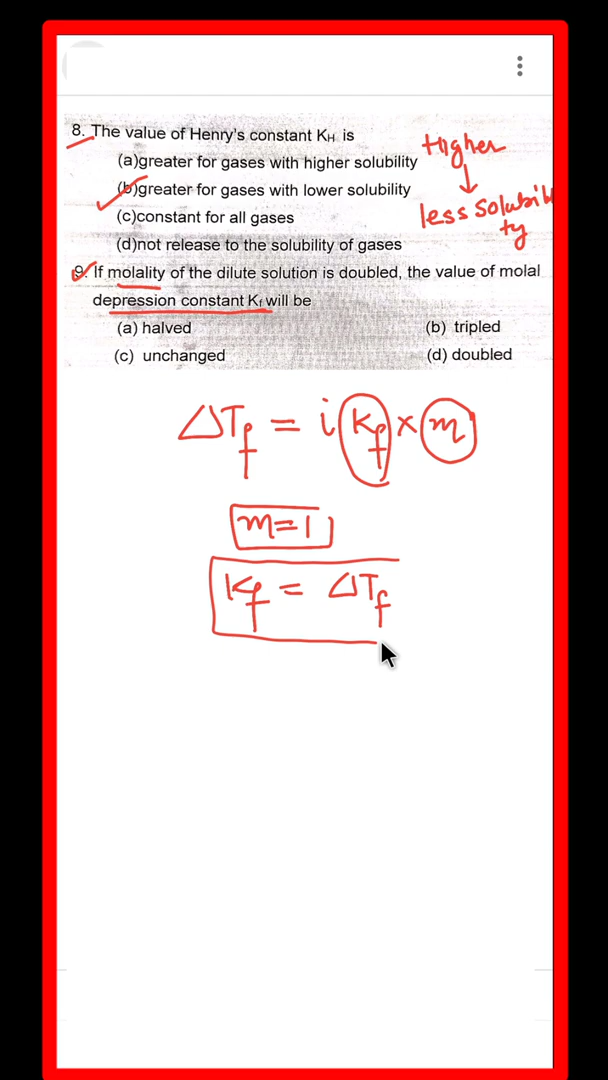 8. The value of Henry's constant KH is
(a)greater for gases with higher solubility
(b)greater for gases with lower solubility
(c)constant for all gases
(d)not release to the solubility of gases
Higher
↓
less solubili
ty
9. If molality of the dilute solution is doubled, the value of molal
depression constant Kf will be
(a) halved
(b) tripled
(c) unchanged
(d) doubled
ΔTf = i Kf × m
m=1
Kf = ΔTf